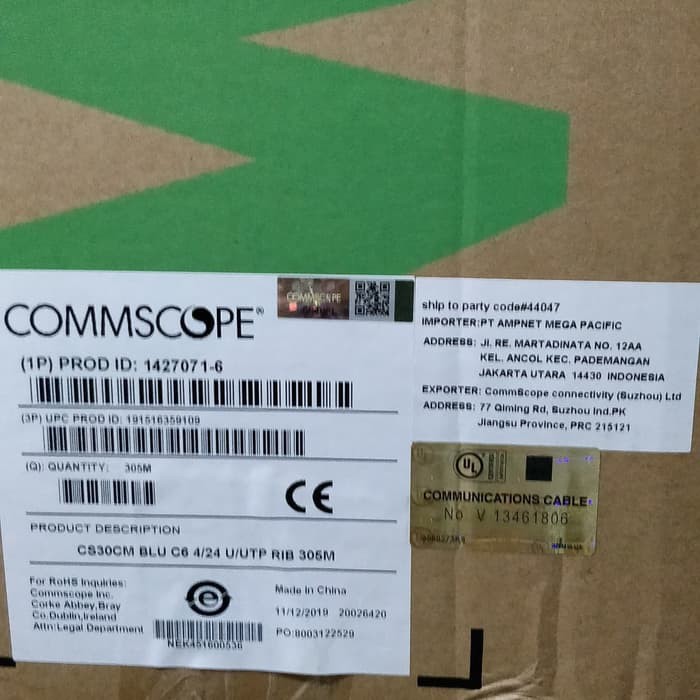 COMMSCOPE®
(1P) PROD ID: 1427071-6
(3P) UPC PROD ID: 191516359109
(Q): QUANTITY: 305M
CE
PRODUCT DESCRIPTION
CS30CM BLU C6 4/24 U/UTP RIB 305M
For RoHS Inquiries:
Commscope Inc.
Corke Abbey,Bray
Co.Dublin,Ireland
Attn:Legal Department
e
NEK451600536
Made in China
11/12/2019 20026420
PO:8003122529
COMMSCOPE
ship to party code#44047
IMPORTER:PT AMPNET MEGA PACIFIC
ADDRESS: JI. RE. MARTADINATA NO. 12AA
KEL. ANCOL KEC. PADEMANGAN
JAKARTA UTARA 14430 INDONESIA
EXPORTER: CommScope connectivity (Suzhou) Ltd
ADDRESS: 77 Qiming Rd, Suzhou Ind.PK
Jiangsu Province, PRC 215121
UL
COMMUNICATIONS CABLE
No V 13461806